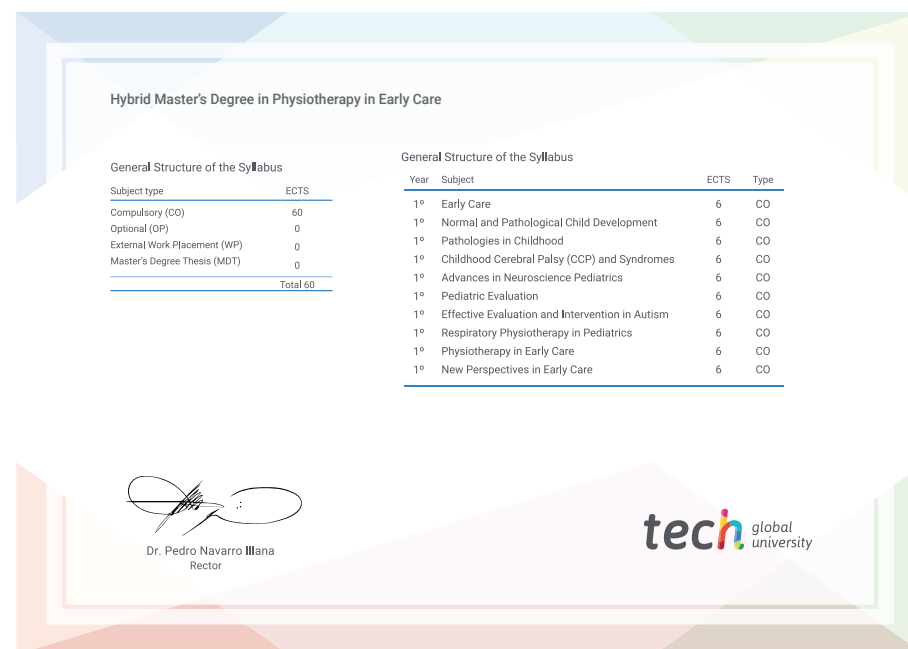 Hybrid Master's Degree in Physiotherapy in Early Care
General Structure of the Syllabus
Subject type ECTS
Compulsory (CO) 60
Optional (OP) 0
External Work Placement (WP) 0
Master's Degree Thesis (MDT) 0
Total 60
General Structure of the Syllabus
Year Subject ECTS Type
1º Early Care 6 CO
1º Normal and Pathological Child Development 6 CO
1º Pathologies in Childhood 6 CO
1º Childhood Cerebral Palsy (CCP) and Syndromes 6 CO
1º Advances in Neuroscience Pediatrics 6 CO
1º Pediatric Evaluation 6 CO
1º Effective Evaluation and Intervention in Autism 6 CO
1º Respiratory Physiotherapy in Pediatrics 6 CO
1º Physiotherapy in Early Care 6 CO
1º New Perspectives in Early Care 6 CO
Dr. Pedro Navarro Illana
Rector
tech global
university